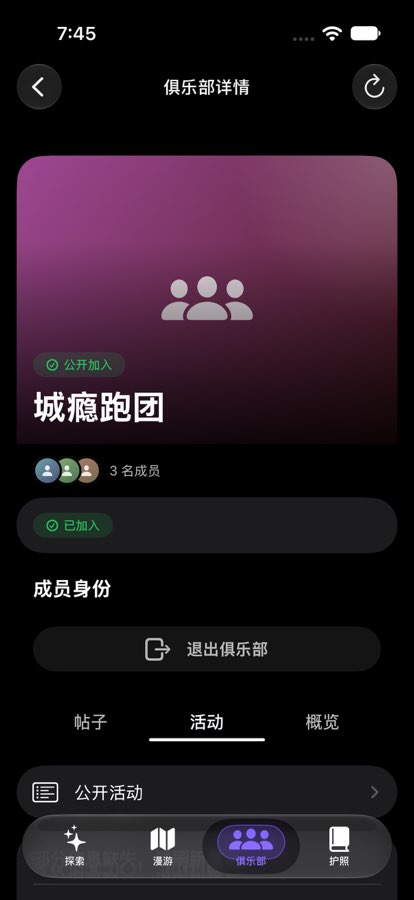 7:45
俱乐部详情
公开加入
城瘾跑团
3 名成员
已加入
成员身份
退出俱乐部
帖子 活动 概览
公开活动
探索 漫游 俱乐部 护照